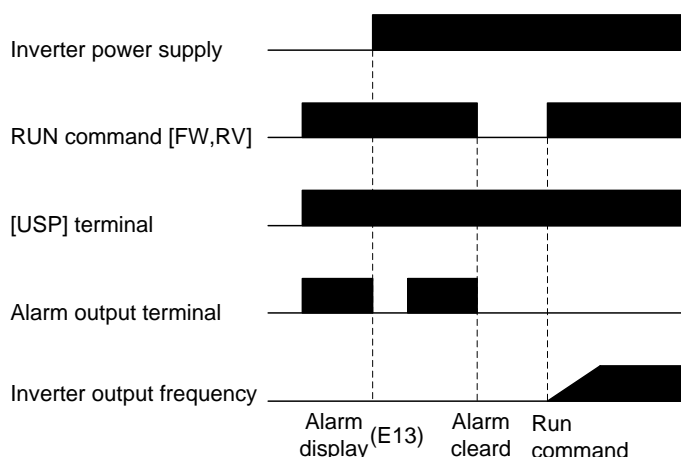 Inverter power supply
RUN command [FW,RV]
[USP] terminal
Alarm output terminal
Inverter output frequency
Alarm
display
(E13)
Alarm
cleard
Run
command